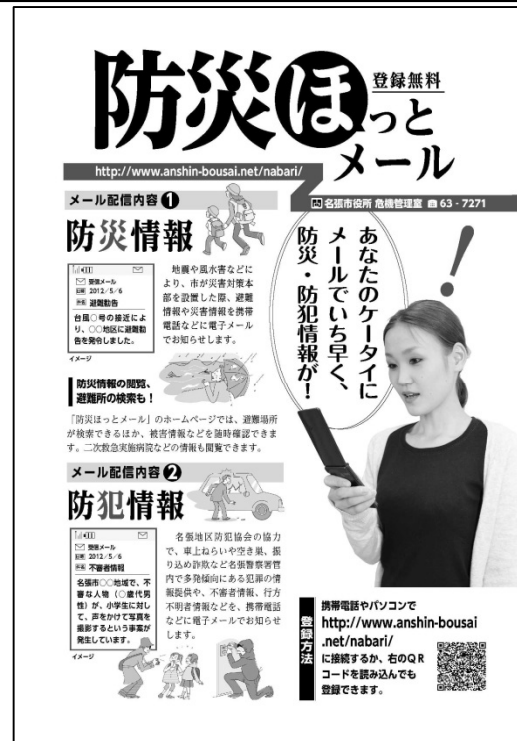 防災ほっとメール
登録無料
http://www.anshin-bousai.net/nabari/
問 名張市役所 危機管理室 ☎ 63-7271
メール配信内容 ❶
防災情報
受信メール
日時 2012/5/6
件名 避難勧告
台風○号の接近によ
り、○○地区に避難勧
告を発令しました。
イメージ
地震や風水害などに
より、市が災害対策本
部を設置した際、避難
情報や災害情報を携帯
電話などに電子メール
でお知らせします。
防災情報の閲覧、
避難所の検索も!
「防災ほっとメール」のホームページでは、避難場所
が検索できるほか、被害情報などを随時確認できま
す。二次救急実施病院などの情報も閲覧できます。
メール配信内容 ❷
防犯情報
受信メール
日時 2012/5/6
件名 不審者情報
名張市○○地域で、不
審な人物(○歳代男
性)が、小学生に対し
て、声をかけて写真を
撮影するという事案が
発生しています。
イメージ
名張地区防犯協会の協力
で、車上ねらいや空き巣、振
り込め詐欺など名張警察署管
内で多発傾向にある犯罪の情
報提供や、不審者情報、行方
不明者情報などを、携帯電話
などに電子メールでお知らせ
します。
あなたのケータイに
メールでいち早く、
防災・防犯情報が!
!
登録方法
携帯電話やパソコンで
http://www.anshin-bousai
.net/nabari/
に接続するか、右のQR
コードを読み込んでも
登録できます。